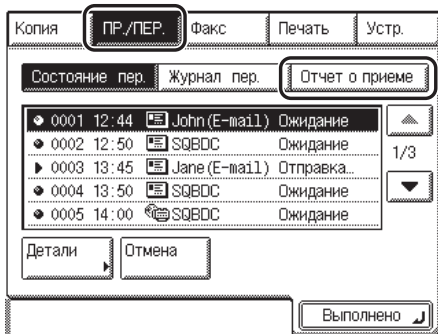 Копия ПР./ПЕР. Факс Печать Устр.
Состояние пер. Журнал пер. Отчет о приеме
0001 12:44 John(E-mail) Ожидание
0002 12:50 SQBDC Ожидание
0003 13:45 Jane(E-mail) Отправка…
0004 13:50 SQBDC Ожидание
0005 14:00 SQBDC Ожидание
1/3
Детали Отмена
Выполнено